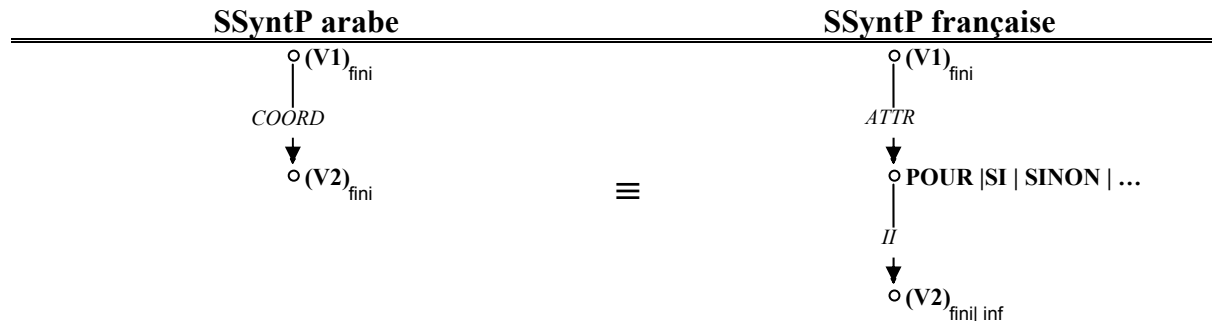 SSyntP arabe SSyntP française
(V1)fini (V1)fini
COORD ATTR
(V2)fini ≡ POUR |SI | SINON | …
II
(V2)fini| inf